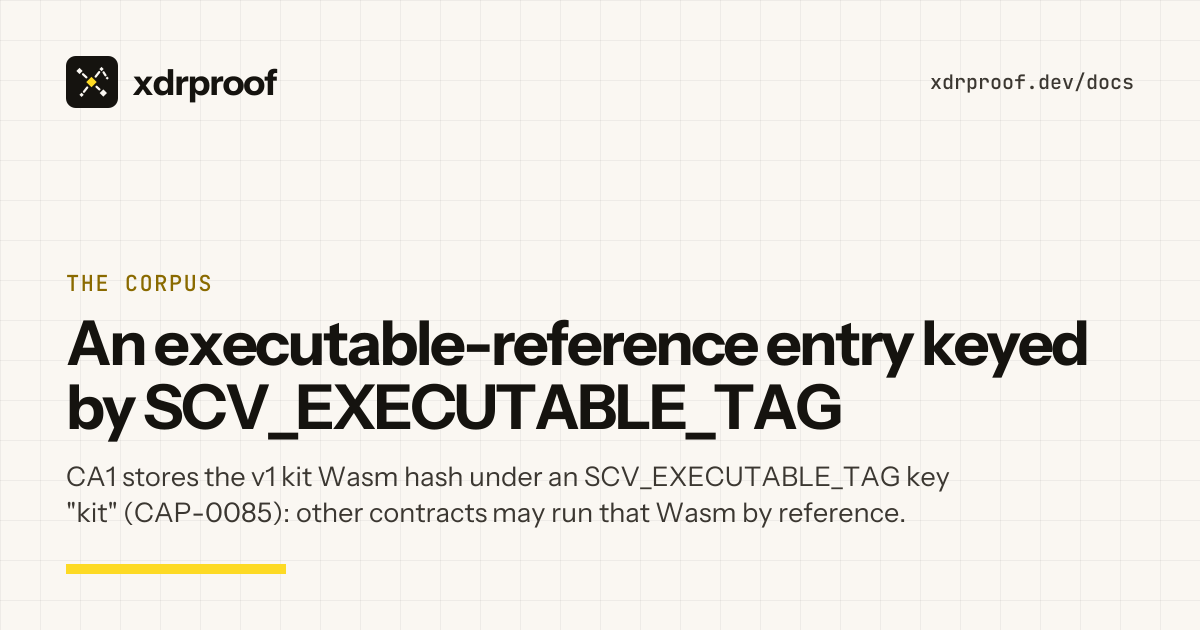 xdrproof
xdrproof.dev/docs
THE CORPUS
An executable-reference entry keyed
by SCV_EXECUTABLE_TAG
CA1 stores the v1 kit Wasm hash under an SCV_EXECUTABLE_TAG key
"kit" (CAP-0085): other contracts may run that Wasm by reference.